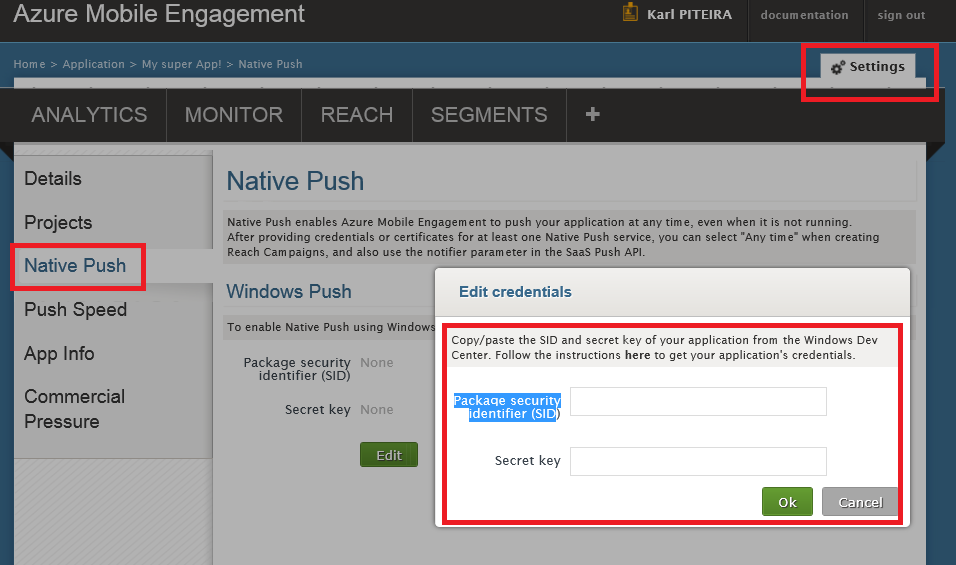 Azure Mobile Engagement
Karl PITEIRA
documentation
sign out
Home > Application > My super App! > Native Push
Settings
ANALYTICS
MONITOR
REACH
SEGMENTS
+
Details
Projects
Native Push
Push Speed
App Info
Commercial
Pressure
Native Push
Native Push enables Azure Mobile Engagement to push your application at any time, even when it is not running.
After providing credentials or certificates for at least one Native Push service, you can select "Any time" when creating
Reach Campaigns, and also use the notifier parameter in the SaaS Push API.
Windows Push
To enable Native Push using Windows
Package security
identifier (SID)
None
Secret key
None
Edit
Edit credentials
Copy/paste the SID and secret key of your application from the Windows Dev
Center. Follow the instructions here to get your application's credentials.
Package security
identifier (SID)
Secret key
Ok
Cancel